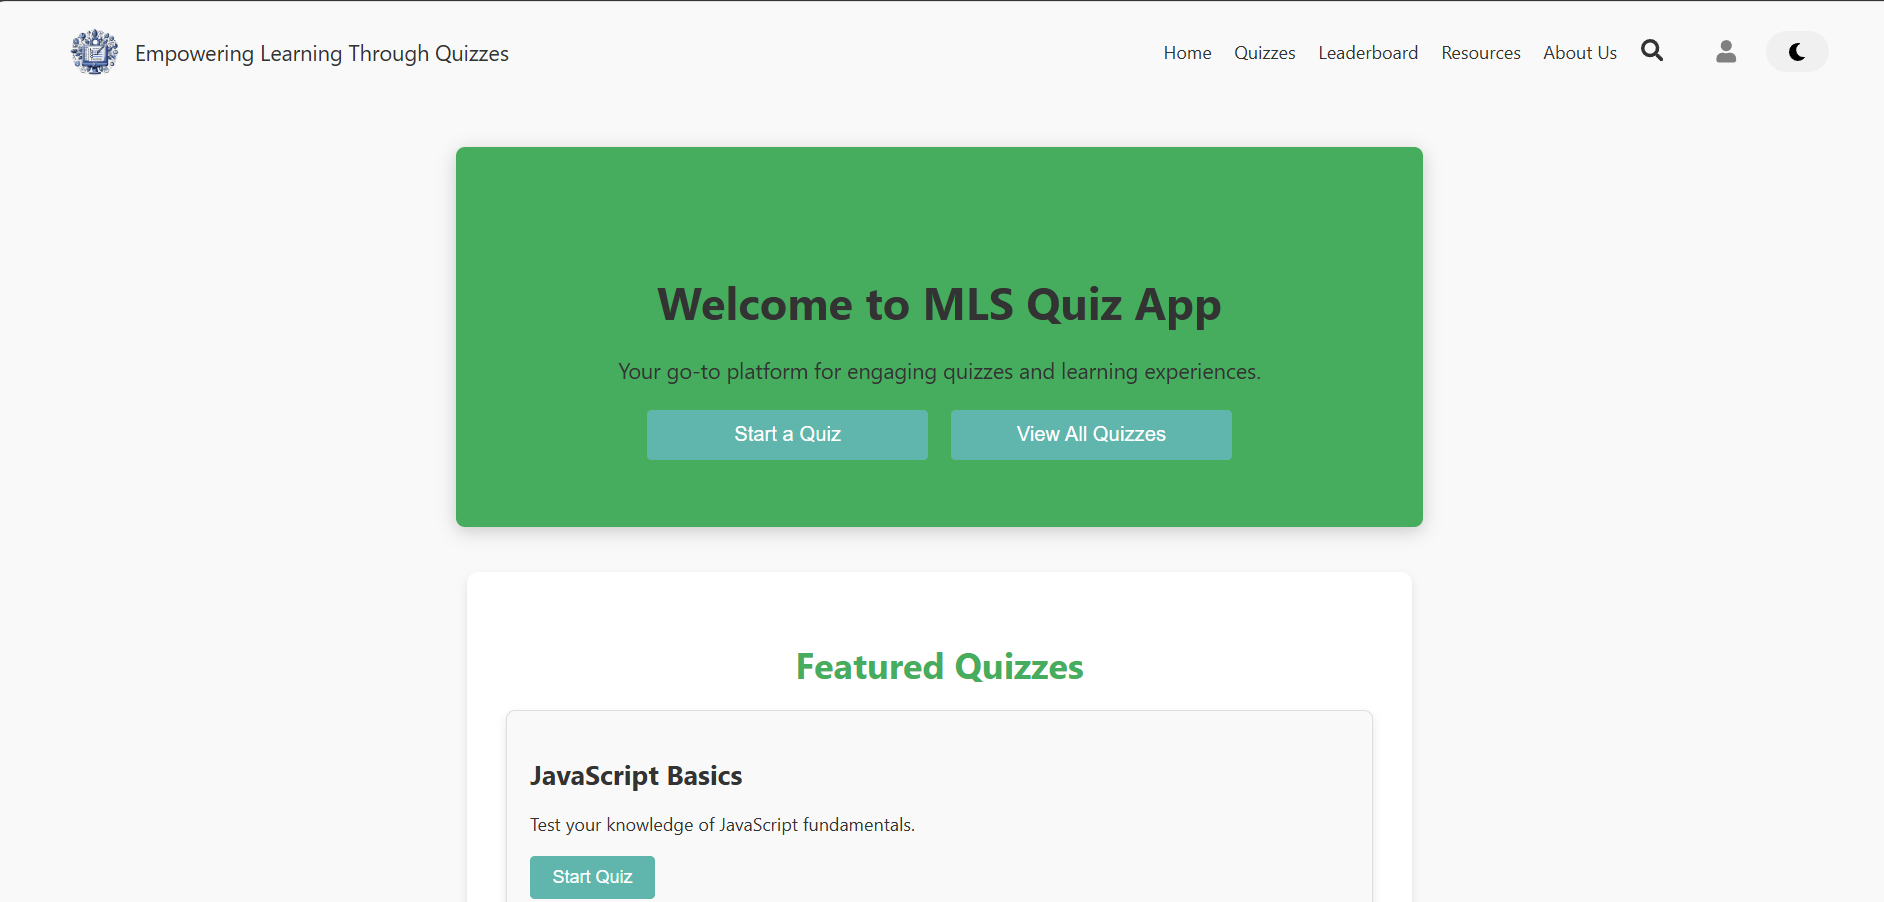 Empowering Learning Through Quizzes
Home Quizzes Leaderboard Resources About Us
Welcome to MLS Quiz App
Your go-to platform for engaging quizzes and learning experiences.
Start a Quiz View All Quizzes
Featured Quizzes
JavaScript Basics
Test your knowledge of JavaScript fundamentals.
Start Quiz